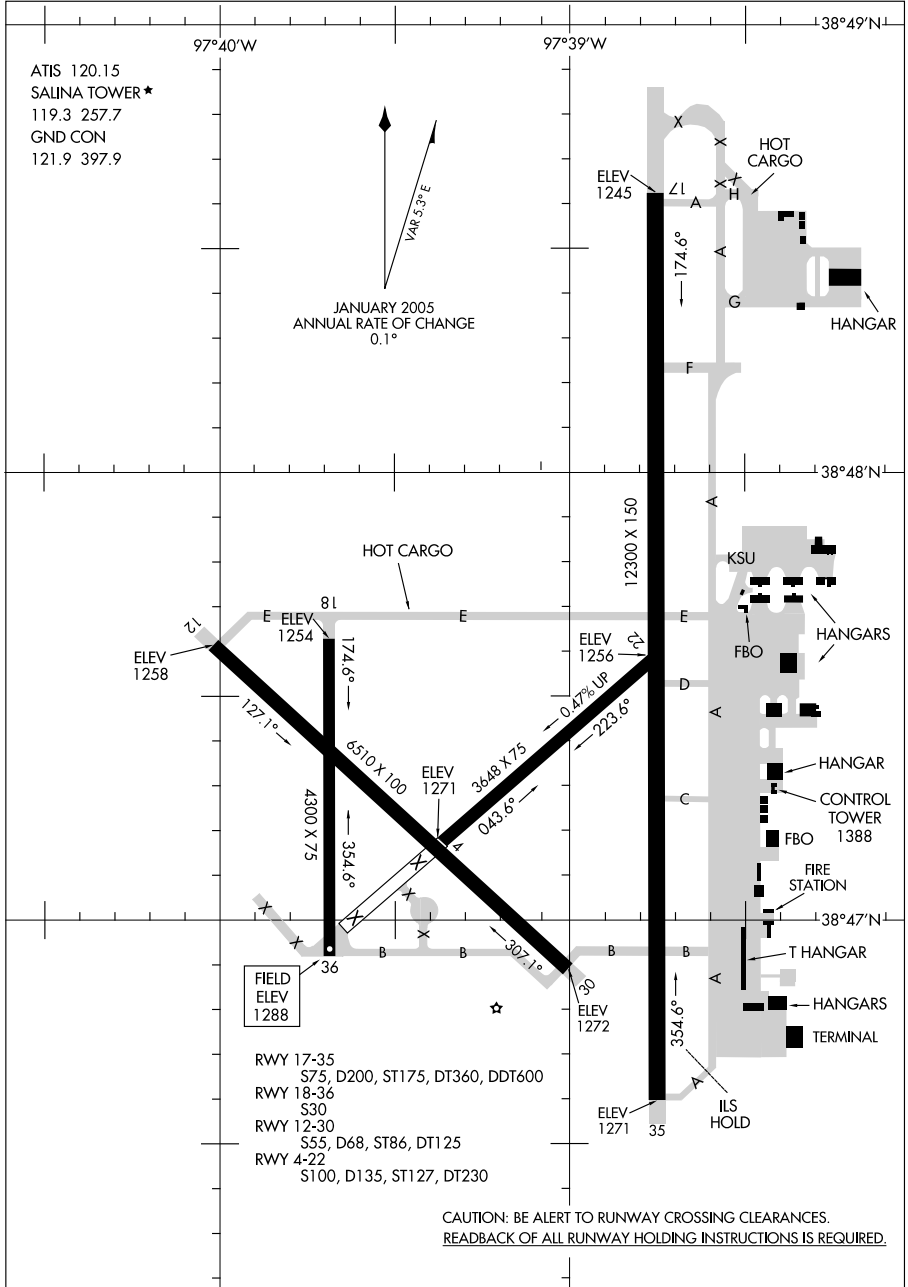 38°49'N
97°40'W
97°39'W
ATIS 120.15
SALINA TOWER★
119.3 257.7
GND CON
121.9 397.9
VAR 5.3° E
JANUARY 2005
ANNUAL RATE OF CHANGE
0.1°
X
X
X
X
HOT
CARGO
H
ELEV
1245
17
A
A
174.6°
G
HANGAR
F
38°48'N
A
12300 X 150
HOT CARGO
KSU
HANGARS
FBO
E
18
E
E
12
ELEV
1254
ELEV
1258
174.6°
ELEV
1256
22
D
A
0.47% UP
223.6°
127.1°
6510 X 100
ELEV
1271
3648 X 75
043.6°
4300 X 75
354.6°
4
C
HANGAR
CONTROL
TOWER
1388
FBO
FIRE
STATION
X
X
X
X
X
X
38°47'N
36
B
B
B
B
307.1°
30
A
T HANGAR
FIELD
ELEV
1288
ELEV
1272
354.6°
HANGARS
TERMINAL
RWY 17-35
S75, D200, ST175, DT360, DDT600
RWY 18-36
S30
RWY 12-30
S55, D68, ST86, DT125
RWY 4-22
S100, D135, ST127, DT230
ELEV
1271
35
A
ILS
HOLD
CAUTION: BE ALERT TO RUNWAY CROSSING CLEARANCES.
READBACK OF ALL RUNWAY HOLDING INSTRUCTIONS IS REQUIRED.